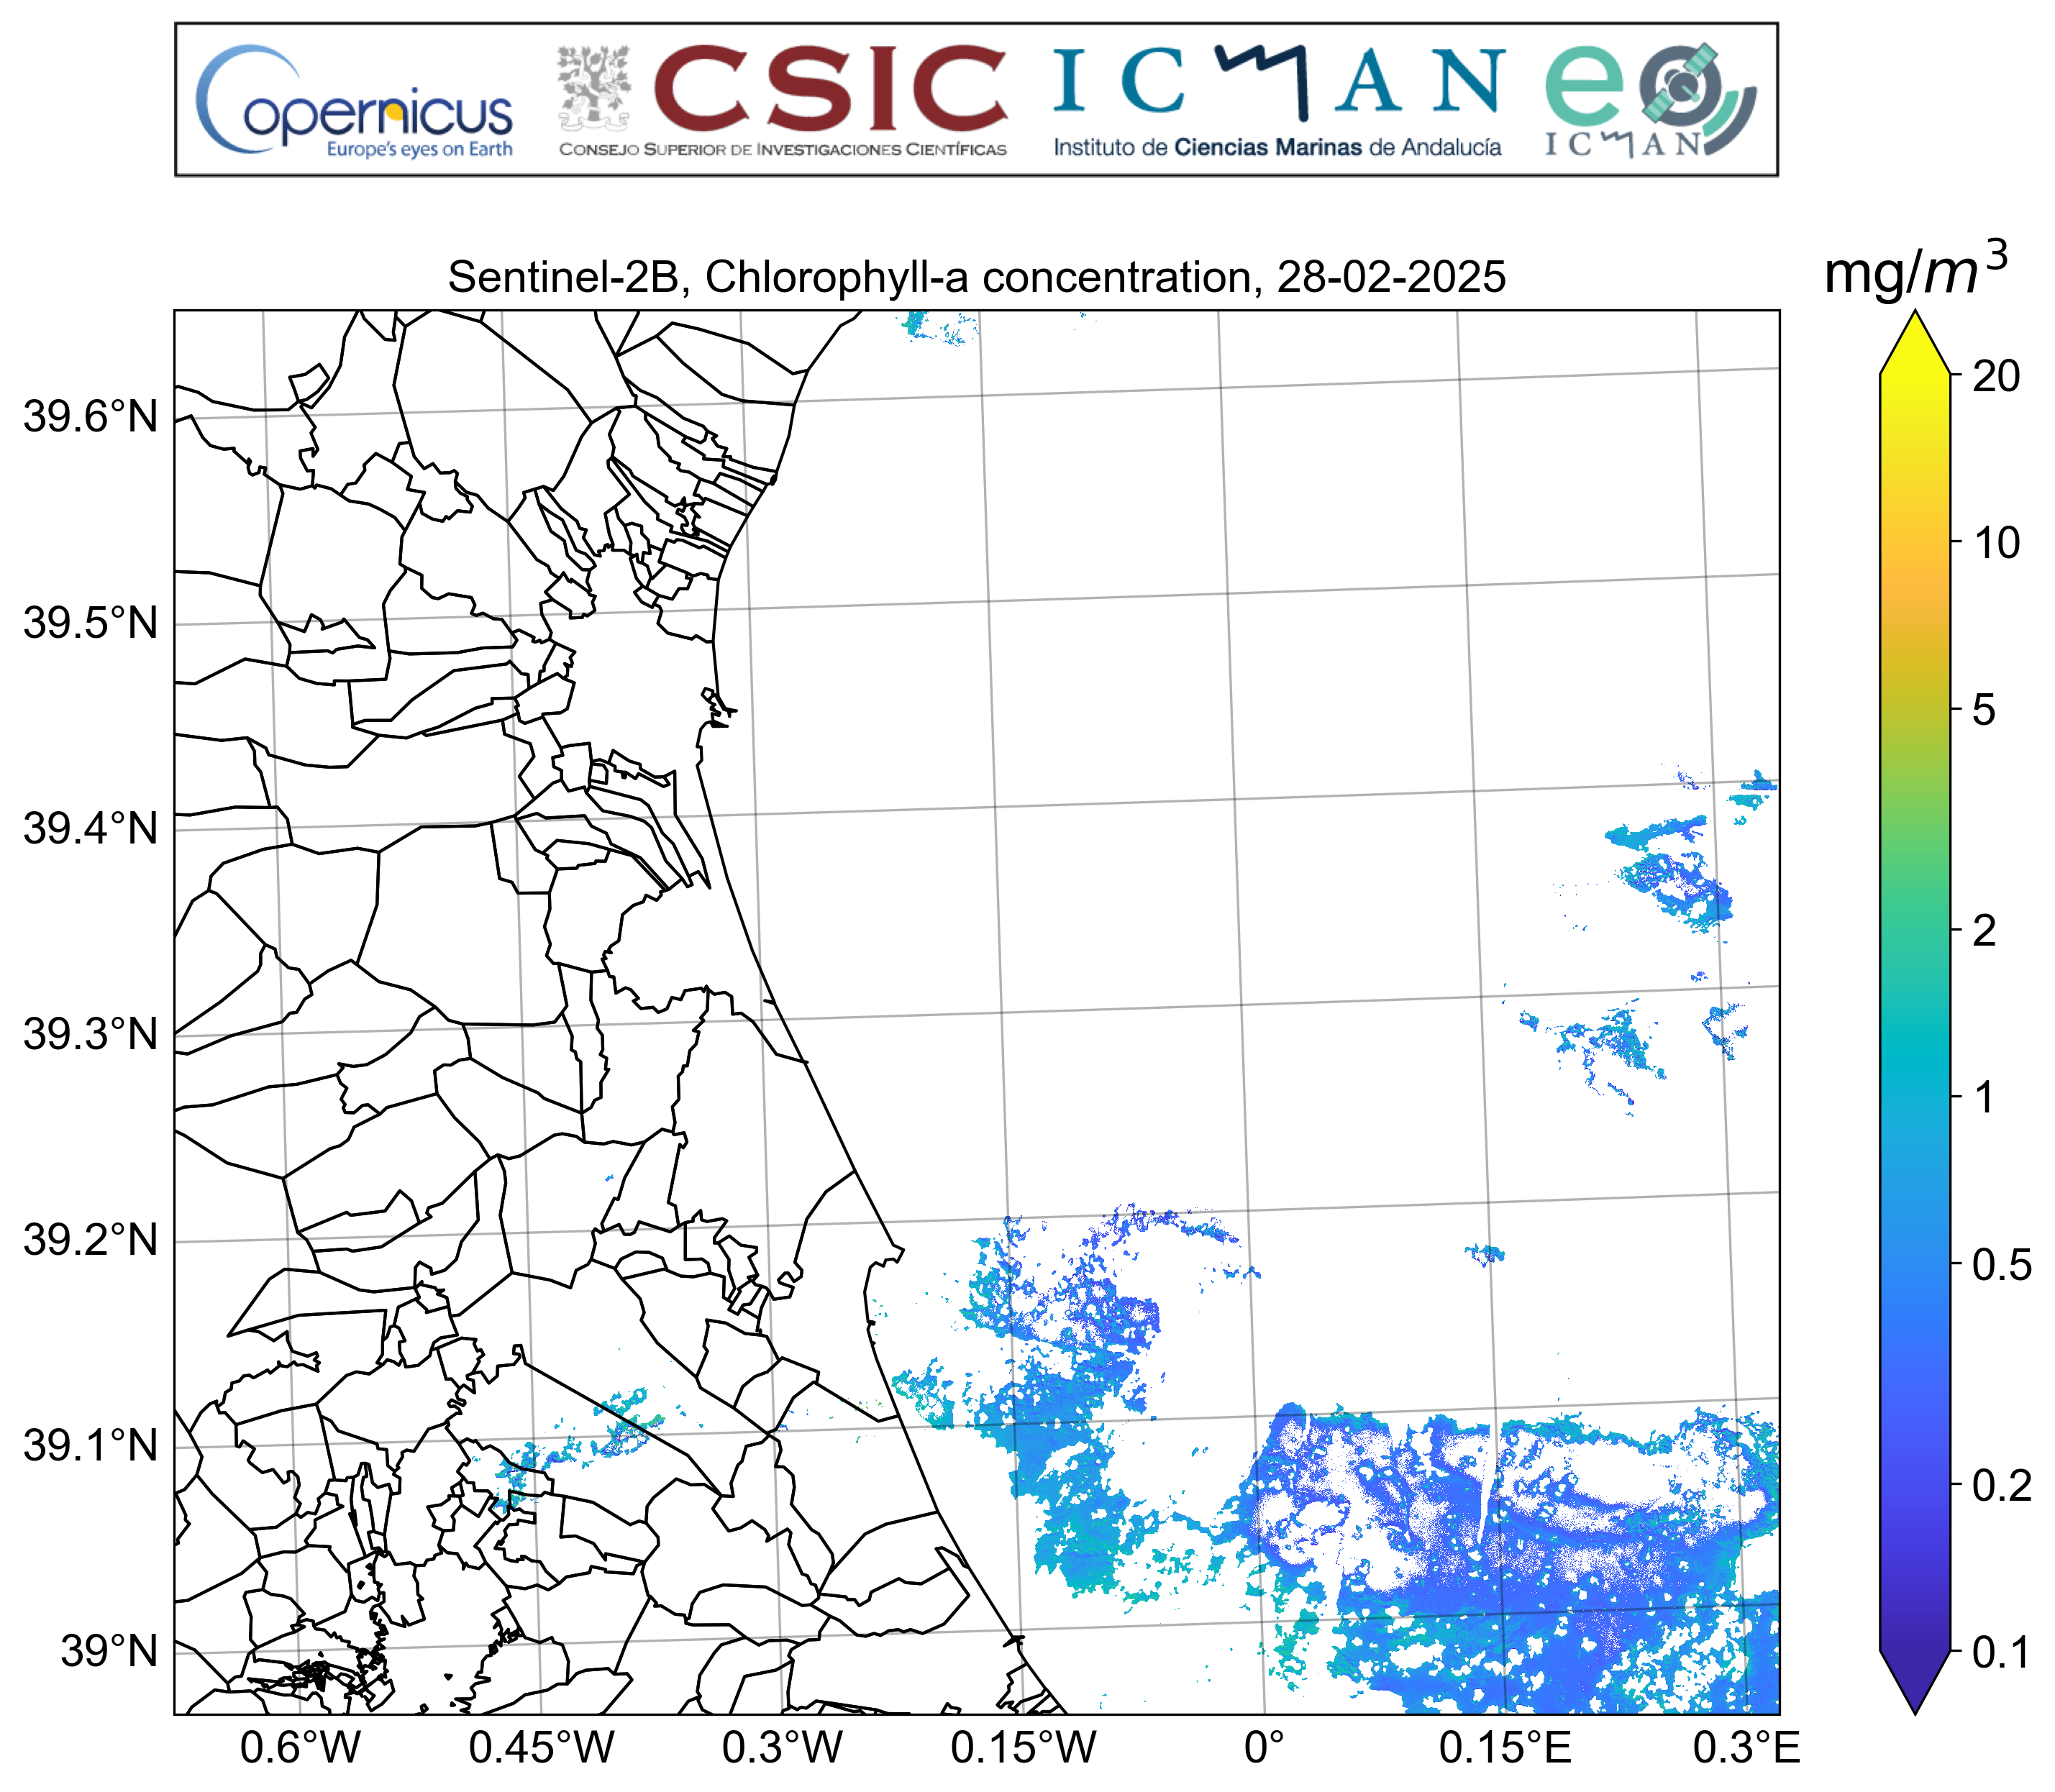 Copernicus
Europe's eyes on Earth
CSIC
CONSEJO SUPERIOR DE INVESTIGACIONES CIENTÍFICAS
ICMAN
Instituto de Ciencias Marinas de Andalucía
eo
ICMAN
Sentinel-2B, Chlorophyll-a concentration, 28-02-2025
mg/m³
39.6°N
39.5°N
39.4°N
39.3°N
39.2°N
39.1°N
39°N
0.6°W
0.45°W
0.3°W
0.15°W
0°
0.15°E
0.3°E
20
10
5
2
1
0.5
0.2
0.1